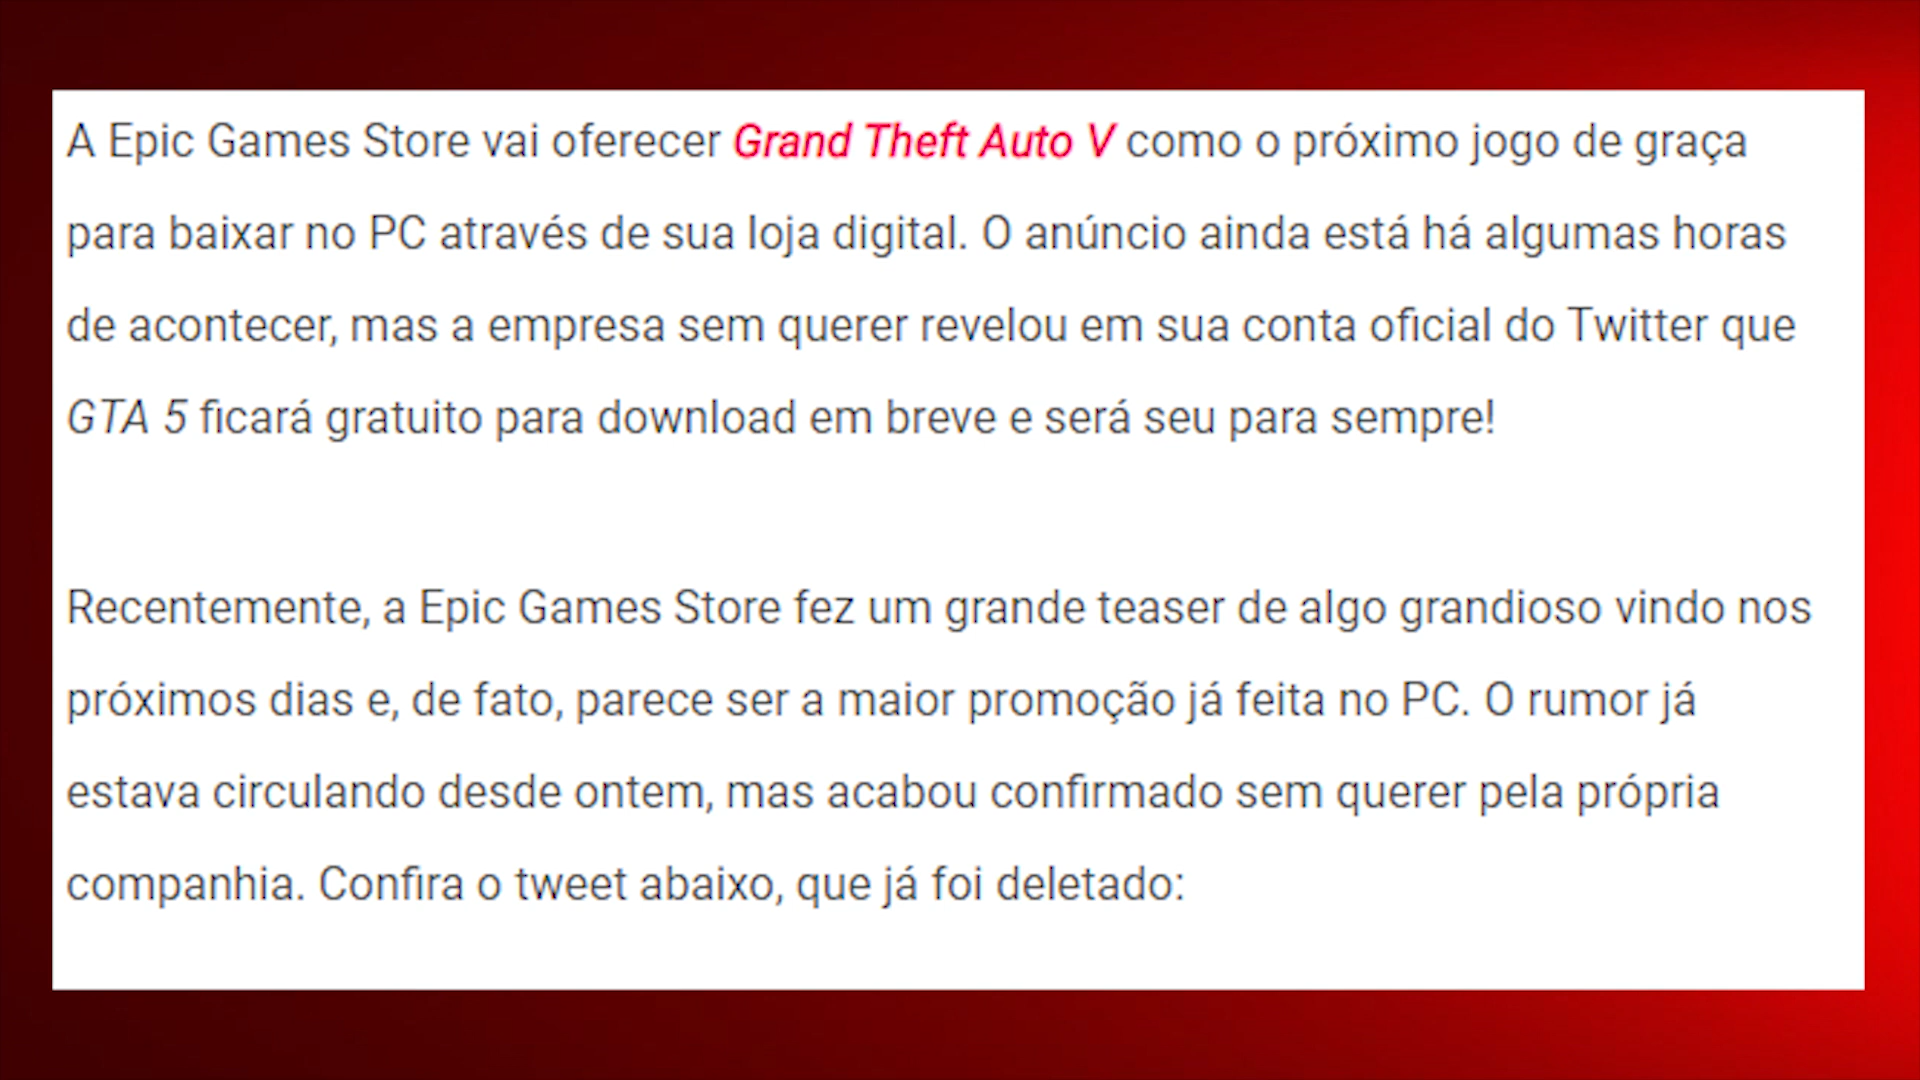 A Epic Games Store vai oferecer Grand Theft Auto V como o próximo jogo de graça
para baixar no PC através de sua loja digital. O anúncio ainda está há algumas horas
de acontecer, mas a empresa sem querer revelou em sua conta oficial do Twitter que
GTA 5 ficará gratuito para download em breve e será seu para sempre!
Recentemente, a Epic Games Store fez um grande teaser de algo grandioso vindo nos
próximos dias e, de fato, parece ser a maior promoção já feita no PC. O rumor já
estava circulando desde ontem, mas acabou confirmado sem querer pela própria
companhia. Confira o tweet abaixo, que já foi deletado: